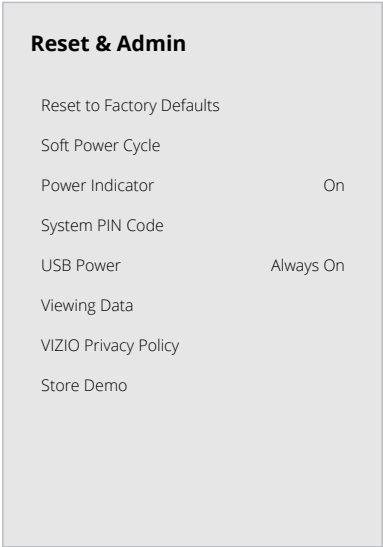 Reset & Admin
Reset to Factory Defaults
Soft Power Cycle
Power Indicator On
System PIN Code
USB Power Always On
Viewing Data
VIZIO Privacy Policy
Store Demo